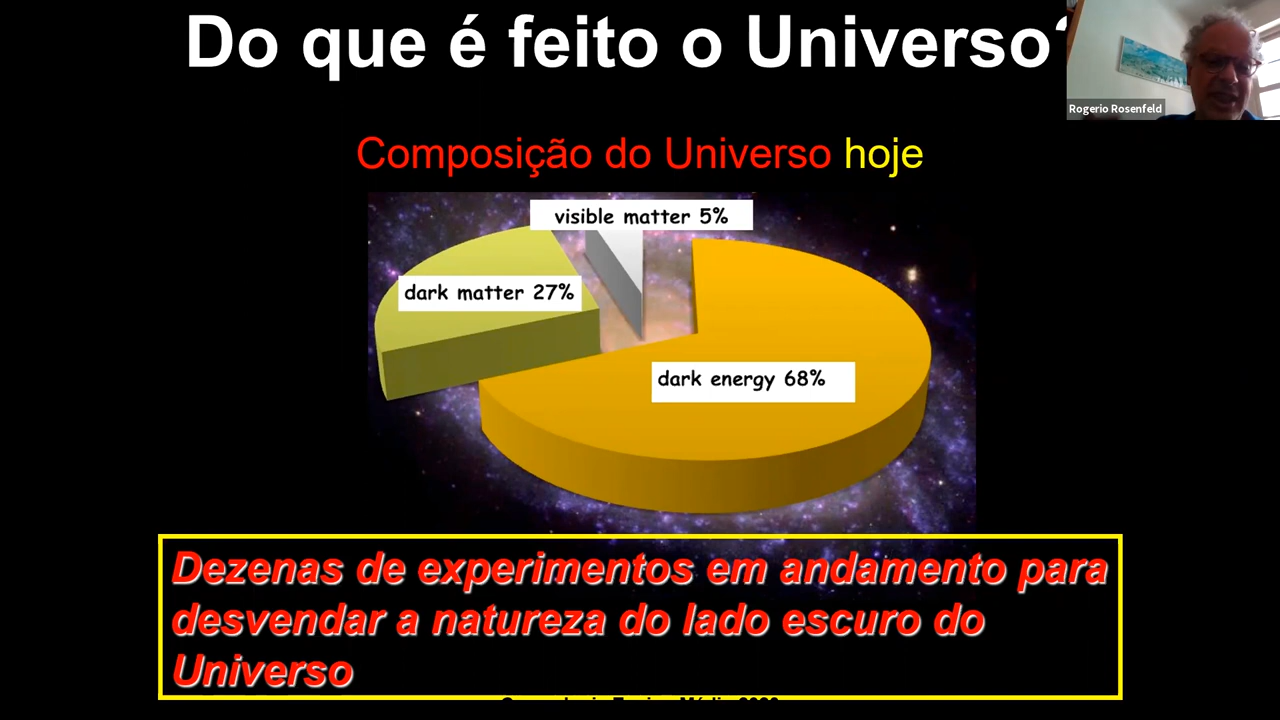 Do que é feito o Universo?
Rogerio Rosenfeld
Composição do Universo hoje
visible matter 5%
dark matter 27%
dark energy 68%
Dezenas de experimentos em andamento para
desvendar a natureza do lado escuro do
Universo